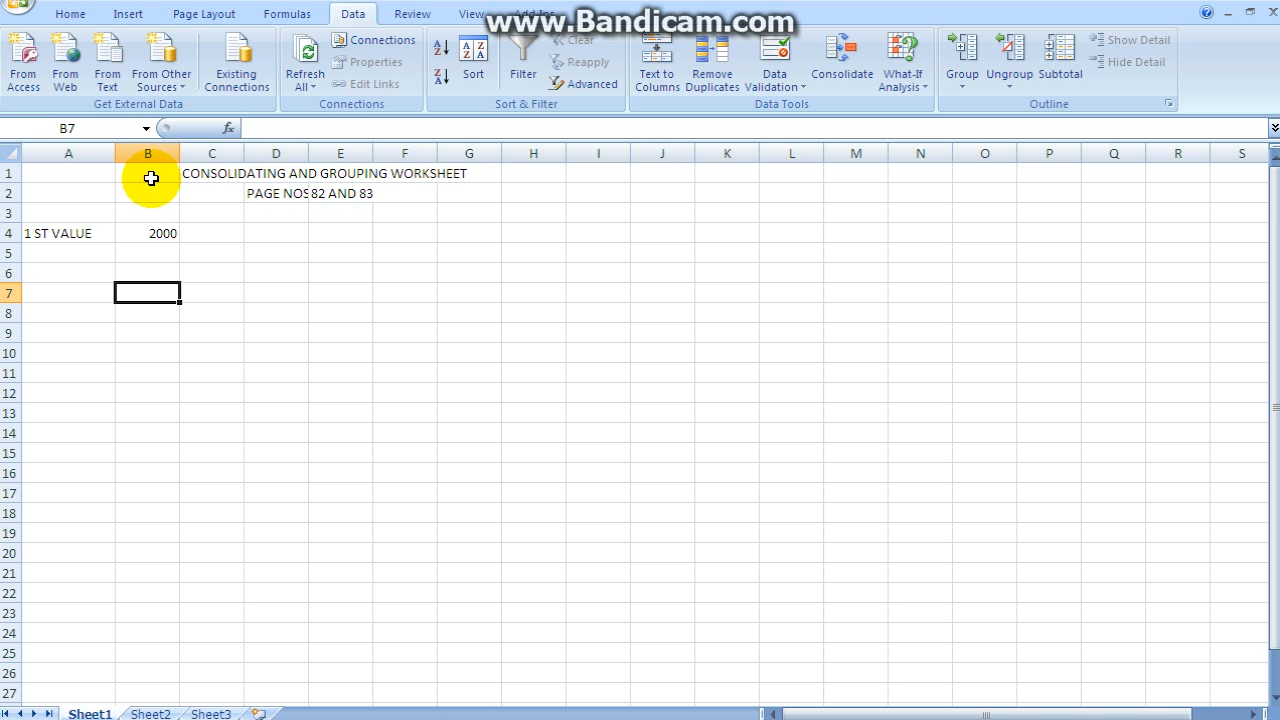 Home Insert Page Layout Formulas Data Review View Add-Ins
www.Bandicam.com
From Access
From Web
From Text
From Other Sources
Existing Connections
Get External Data
Refresh All
Connections
Properties
Edit Links
Connections
Sort
Filter
Clear
Reapply
Advanced
Sort & Filter
Text to Columns
Remove Duplicates
Data Validation
Consolidate
What-If Analysis
Data Tools
Group
Ungroup
Subtotal
Show Detail
Hide Detail
Outline
B7 fx
A B C D E F G H I J K L M N O P Q R S
1 CONSOLIDATING AND GROUPING WORKSHEET
2 PAGE NOS 82 AND 83
3
4 1 ST VALUE 2000
5
6
7
8
9
10
11
12
13
14
15
16
17
18
19
20
21
22
23
24
25
26
27
Sheet1 Sheet2 Sheet3